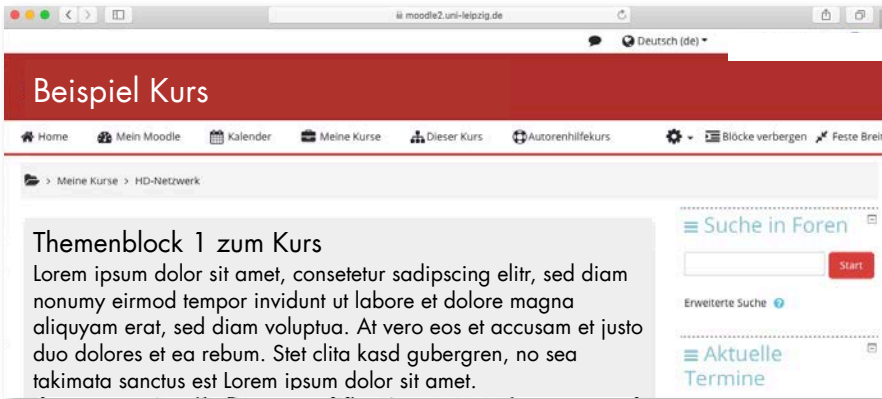 moodle2.uni-leipzig.de
Deutsch (de)
Beispiel Kurs
Home Mein Moodle Kalender Meine Kurse Dieser Kurs Autorenhilfekurs Blöcke verbergen Feste Breit
> Meine Kurse > HD-Netzwerk
Themenblock 1 zum Kurs
Lorem ipsum dolor sit amet, consetetur sadipscing elitr, sed diam
nonumy eirmod tempor invidunt ut labore et dolore magna
aliquyam erat, sed diam voluptua. At vero eos et accusam et justo
duo dolores et ea rebum. Stet clita kasd gubergren, no sea
takimata sanctus est Lorem ipsum dolor sit amet.
Suche in Foren
Start
Erweiterte Suche
Aktuelle
Termine